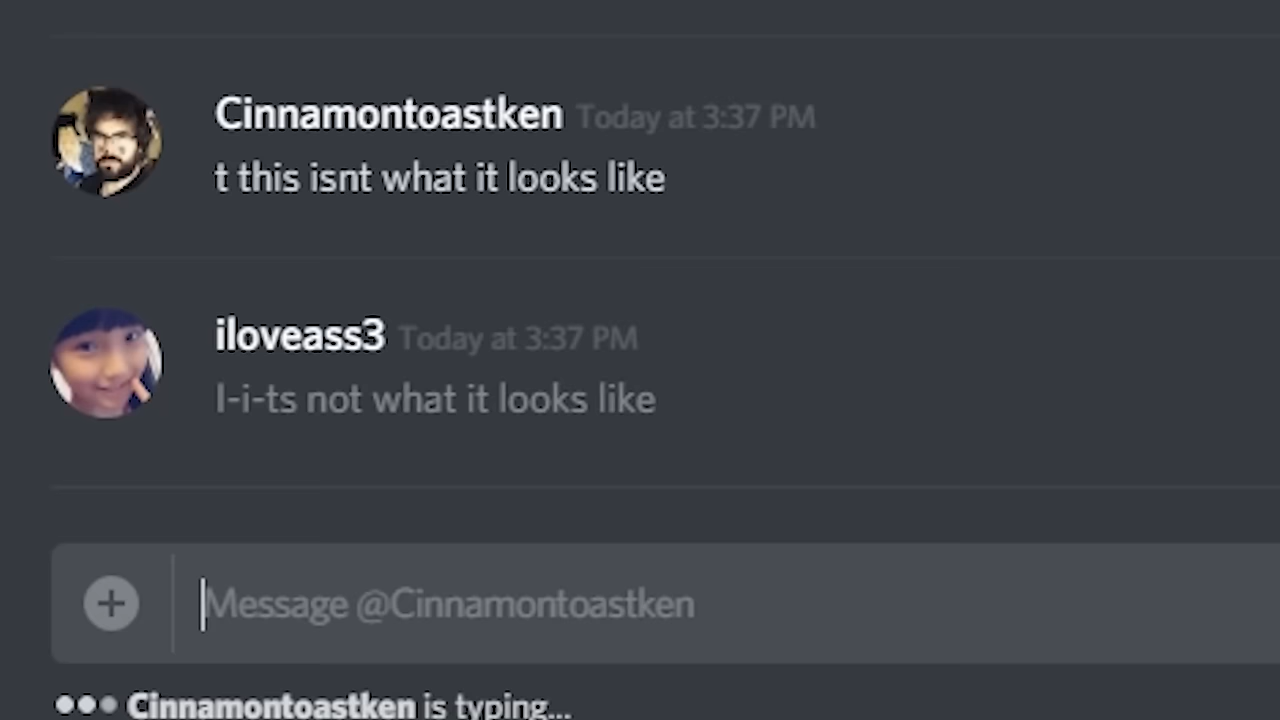 Cinnamontoastken Today at 3:37 PM
t this isnt what it looks like
iloveass3 Today at 3:37 PM
I-i-ts not what it looks like
Message @Cinnamontoastken
Cinnamontoastken is typing...